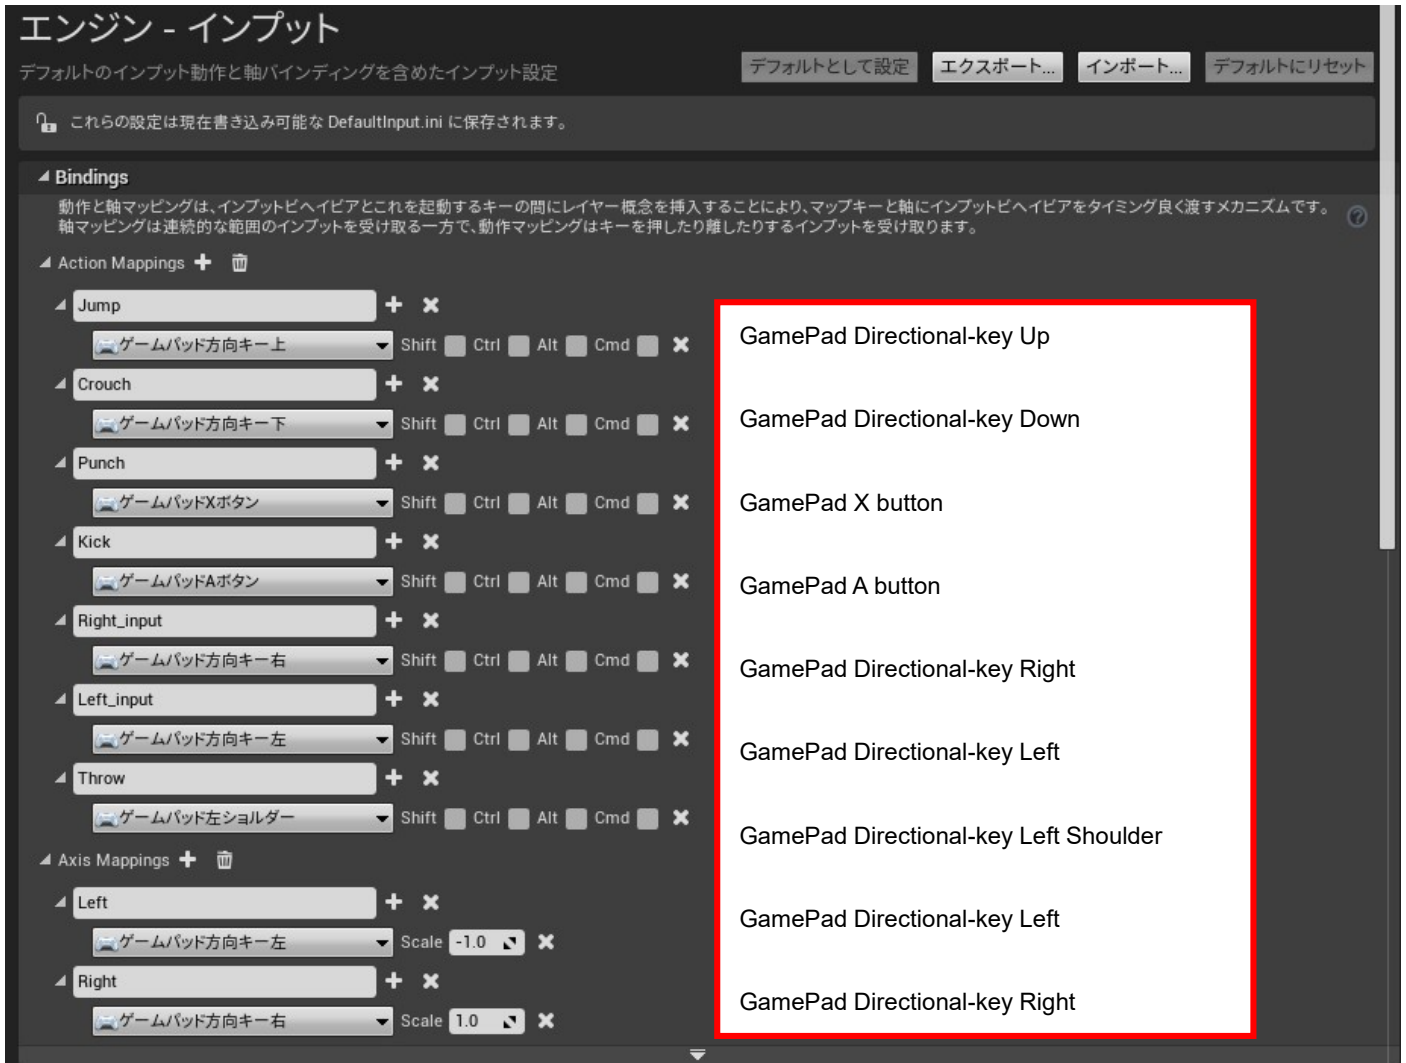 エンジン - インプット
デフォルトのインプット動作と軸バインディングを含めたインプット設定
デフォルトとして設定 エクスポート... インポート... デフォルトにリセット
これらの設定は現在書き込み可能な DefaultInput.ini に保存されます。
Bindings
動作と軸マッピングは、インプットビヘイビアとこれを起動するキーの間にレイヤー概念を挿入することにより、マップキーと軸にインプットビヘイビアをタイミング良く渡すメカニズムです。
軸マッピングは連続的な範囲のインプットを受け取る一方で、動作マッピングはキーを押したり離したりするインプットを受け取ります。
Action Mappings
Jump
ゲームパッド方向キー上 Shift Ctrl Alt Cmd
GamePad Directional-key Up
Crouch
ゲームパッド方向キー下 Shift Ctrl Alt Cmd
GamePad Directional-key Down
Punch
ゲームパッドXボタン Shift Ctrl Alt Cmd
GamePad X button
Kick
ゲームパッドAボタン Shift Ctrl Alt Cmd
GamePad A button
Right_input
ゲームパッド方向キー右 Shift Ctrl Alt Cmd
GamePad Directional-key Right
Left_input
ゲームパッド方向キー左 Shift Ctrl Alt Cmd
GamePad Directional-key Left
Throw
ゲームパッド左ショルダー Shift Ctrl Alt Cmd
GamePad Directional-key Left Shoulder
Axis Mappings
Left
ゲームパッド方向キー左 Scale -1.0
GamePad Directional-key Left
Right
ゲームパッド方向キー右 Scale 1.0
GamePad Directional-key Right